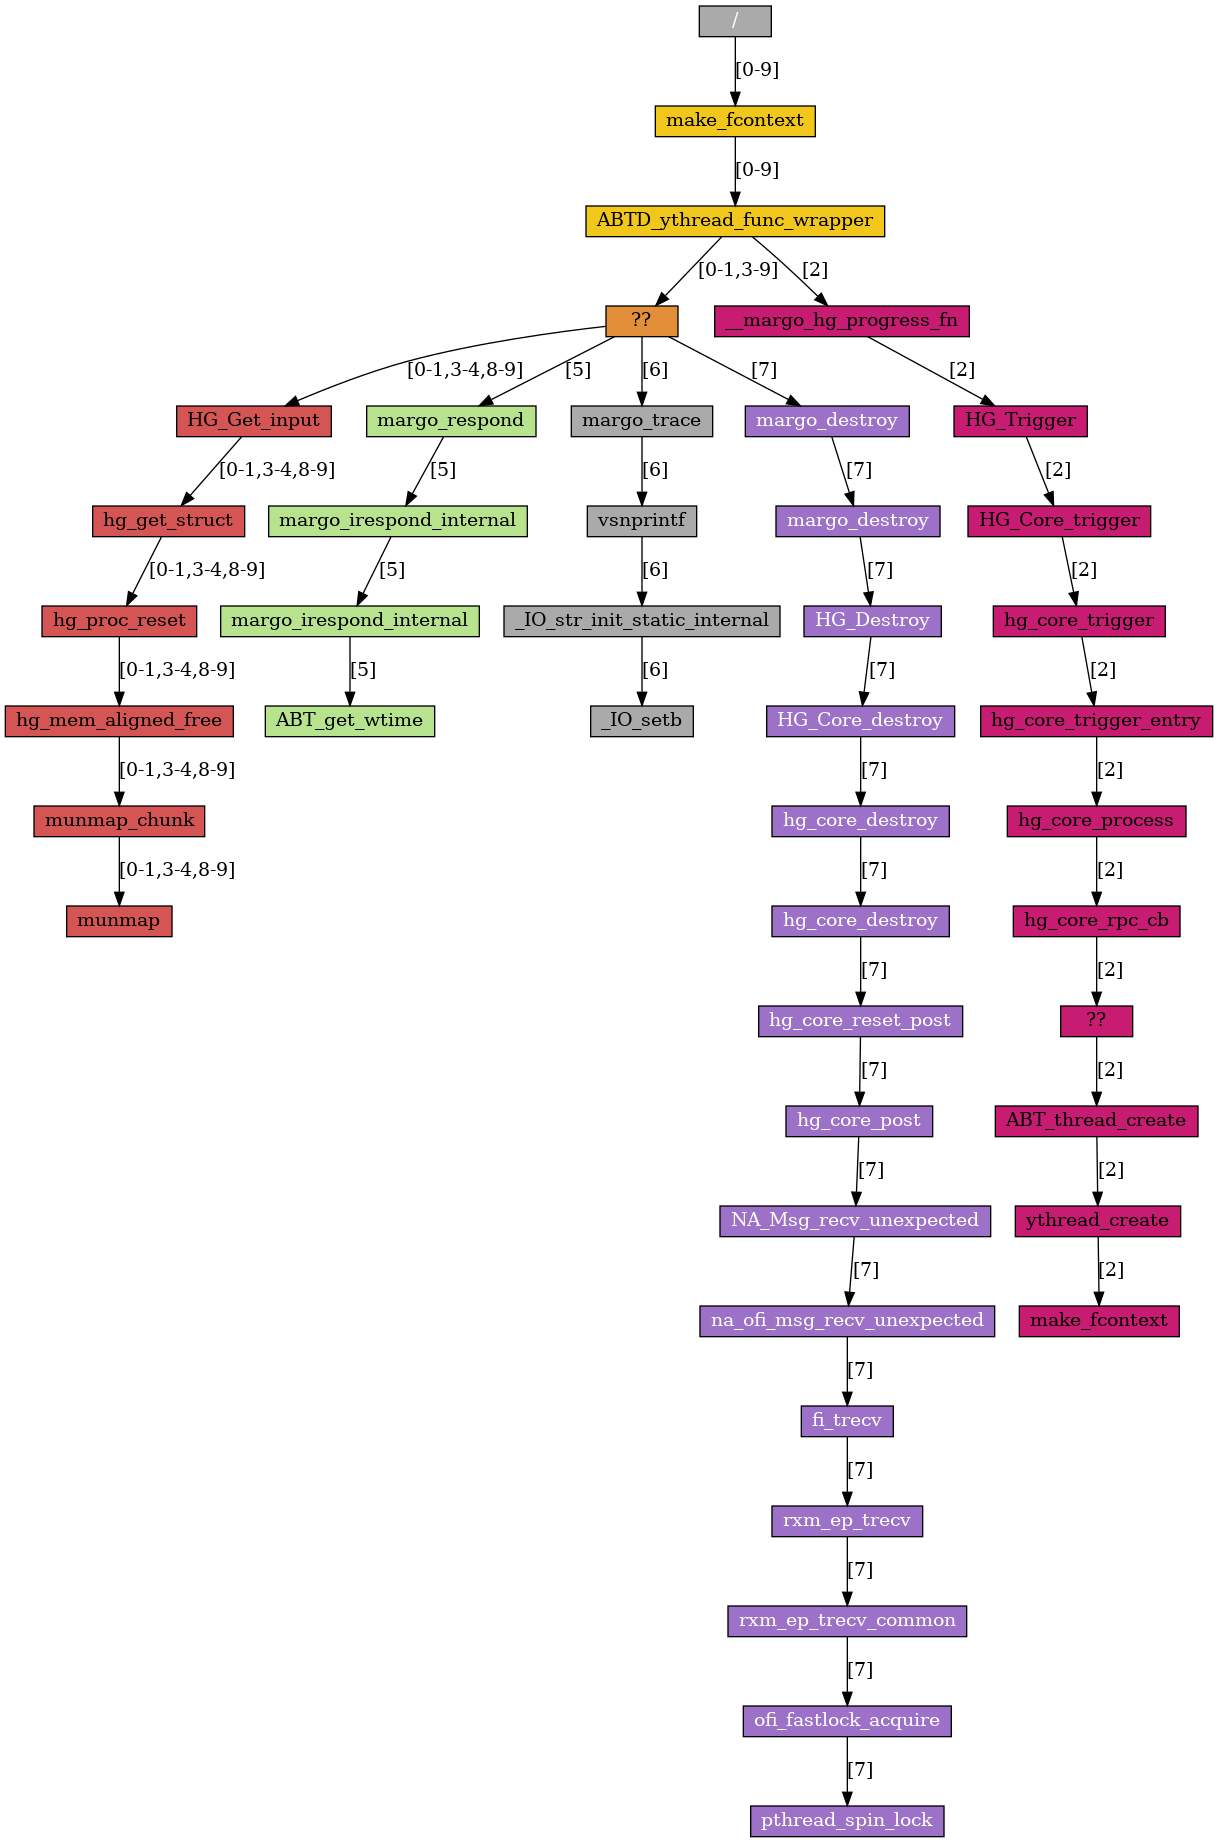 /
[0-9]
make_fcontext
[0-9]
ABTD_ythread_func_wrapper
[0-1,3-9] [2]
?? __margo_hg_progress_fn
[0-1,3-4,8-9] [5] [6] [7] [2]
HG_Get_input margo_respond margo_trace margo_destroy HG_Trigger
[0-1,3-4,8-9] [5] [6] [7] [2]
hg_get_struct margo_irespond_internal vsnprintf margo_destroy HG_Core_trigger
[0-1,3-4,8-9] [5] [6] [7] [2]
hg_proc_reset margo_irespond_internal _IO_str_init_static_internal HG_Destroy hg_core_trigger
[0-1,3-4,8-9] [5] [6] [7] [2]
hg_mem_aligned_free ABT_get_wtime _IO_setb HG_Core_destroy hg_core_trigger_entry
[0-1,3-4,8-9] [7] [2]
munmap_chunk hg_core_destroy hg_core_process
[0-1,3-4,8-9] [7] [2]
munmap hg_core_destroy hg_core_rpc_cb
[7] [2]
hg_core_reset_post ??
[7] [2]
hg_core_post ABT_thread_create
[7] [2]
NA_Msg_recv_unexpected ythread_create
[7] [2]
na_ofi_msg_recv_unexpected make_fcontext
[7]
fi_trecv
[7]
rxm_ep_trecv
[7]
rxm_ep_trecv_common
[7]
ofi_fastlock_acquire
[7]
pthread_spin_lock